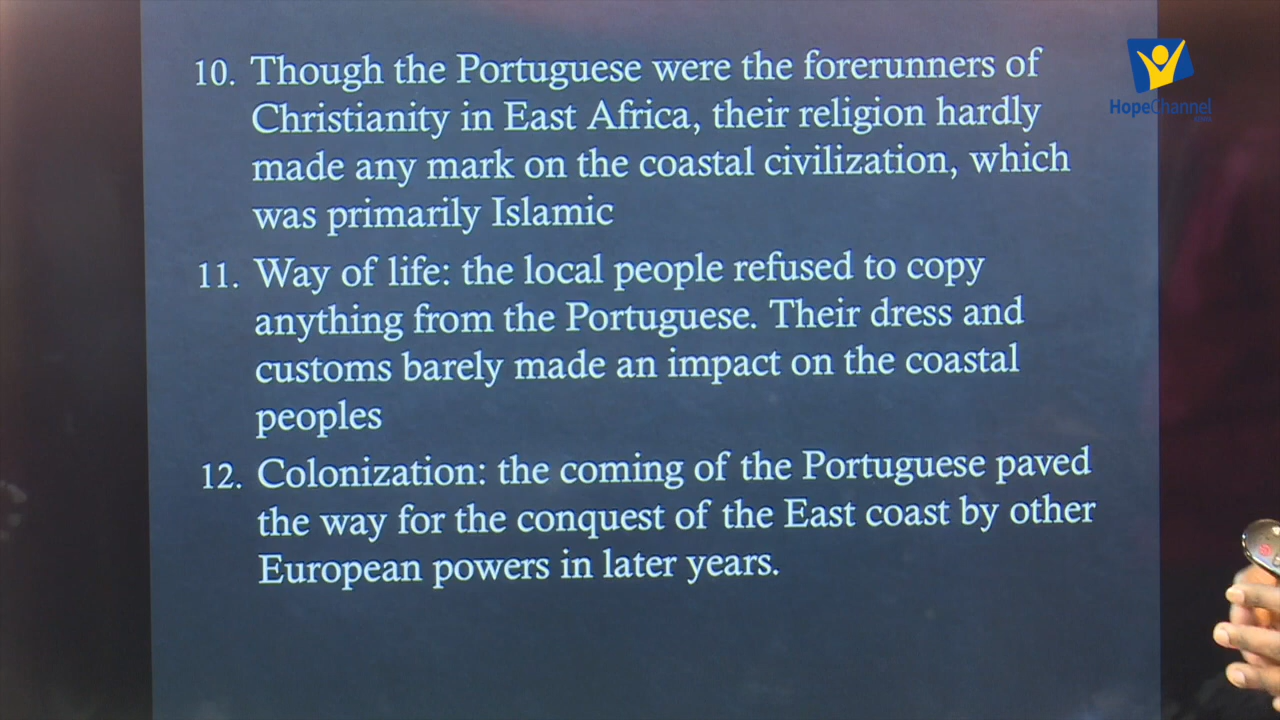 10. Though the Portuguese were the forerunners of
Christianity in East Africa, their religion hardly
made any mark on the coastal civilization, which
was primarily Islamic
11. Way of life: the local people refused to copy
anything from the Portuguese. Their dress and
customs barely made an impact on the coastal
peoples
12. Colonization: the coming of the Portuguese paved
the way for the conquest of the East coast by other
European powers in later years.
HopeChannel